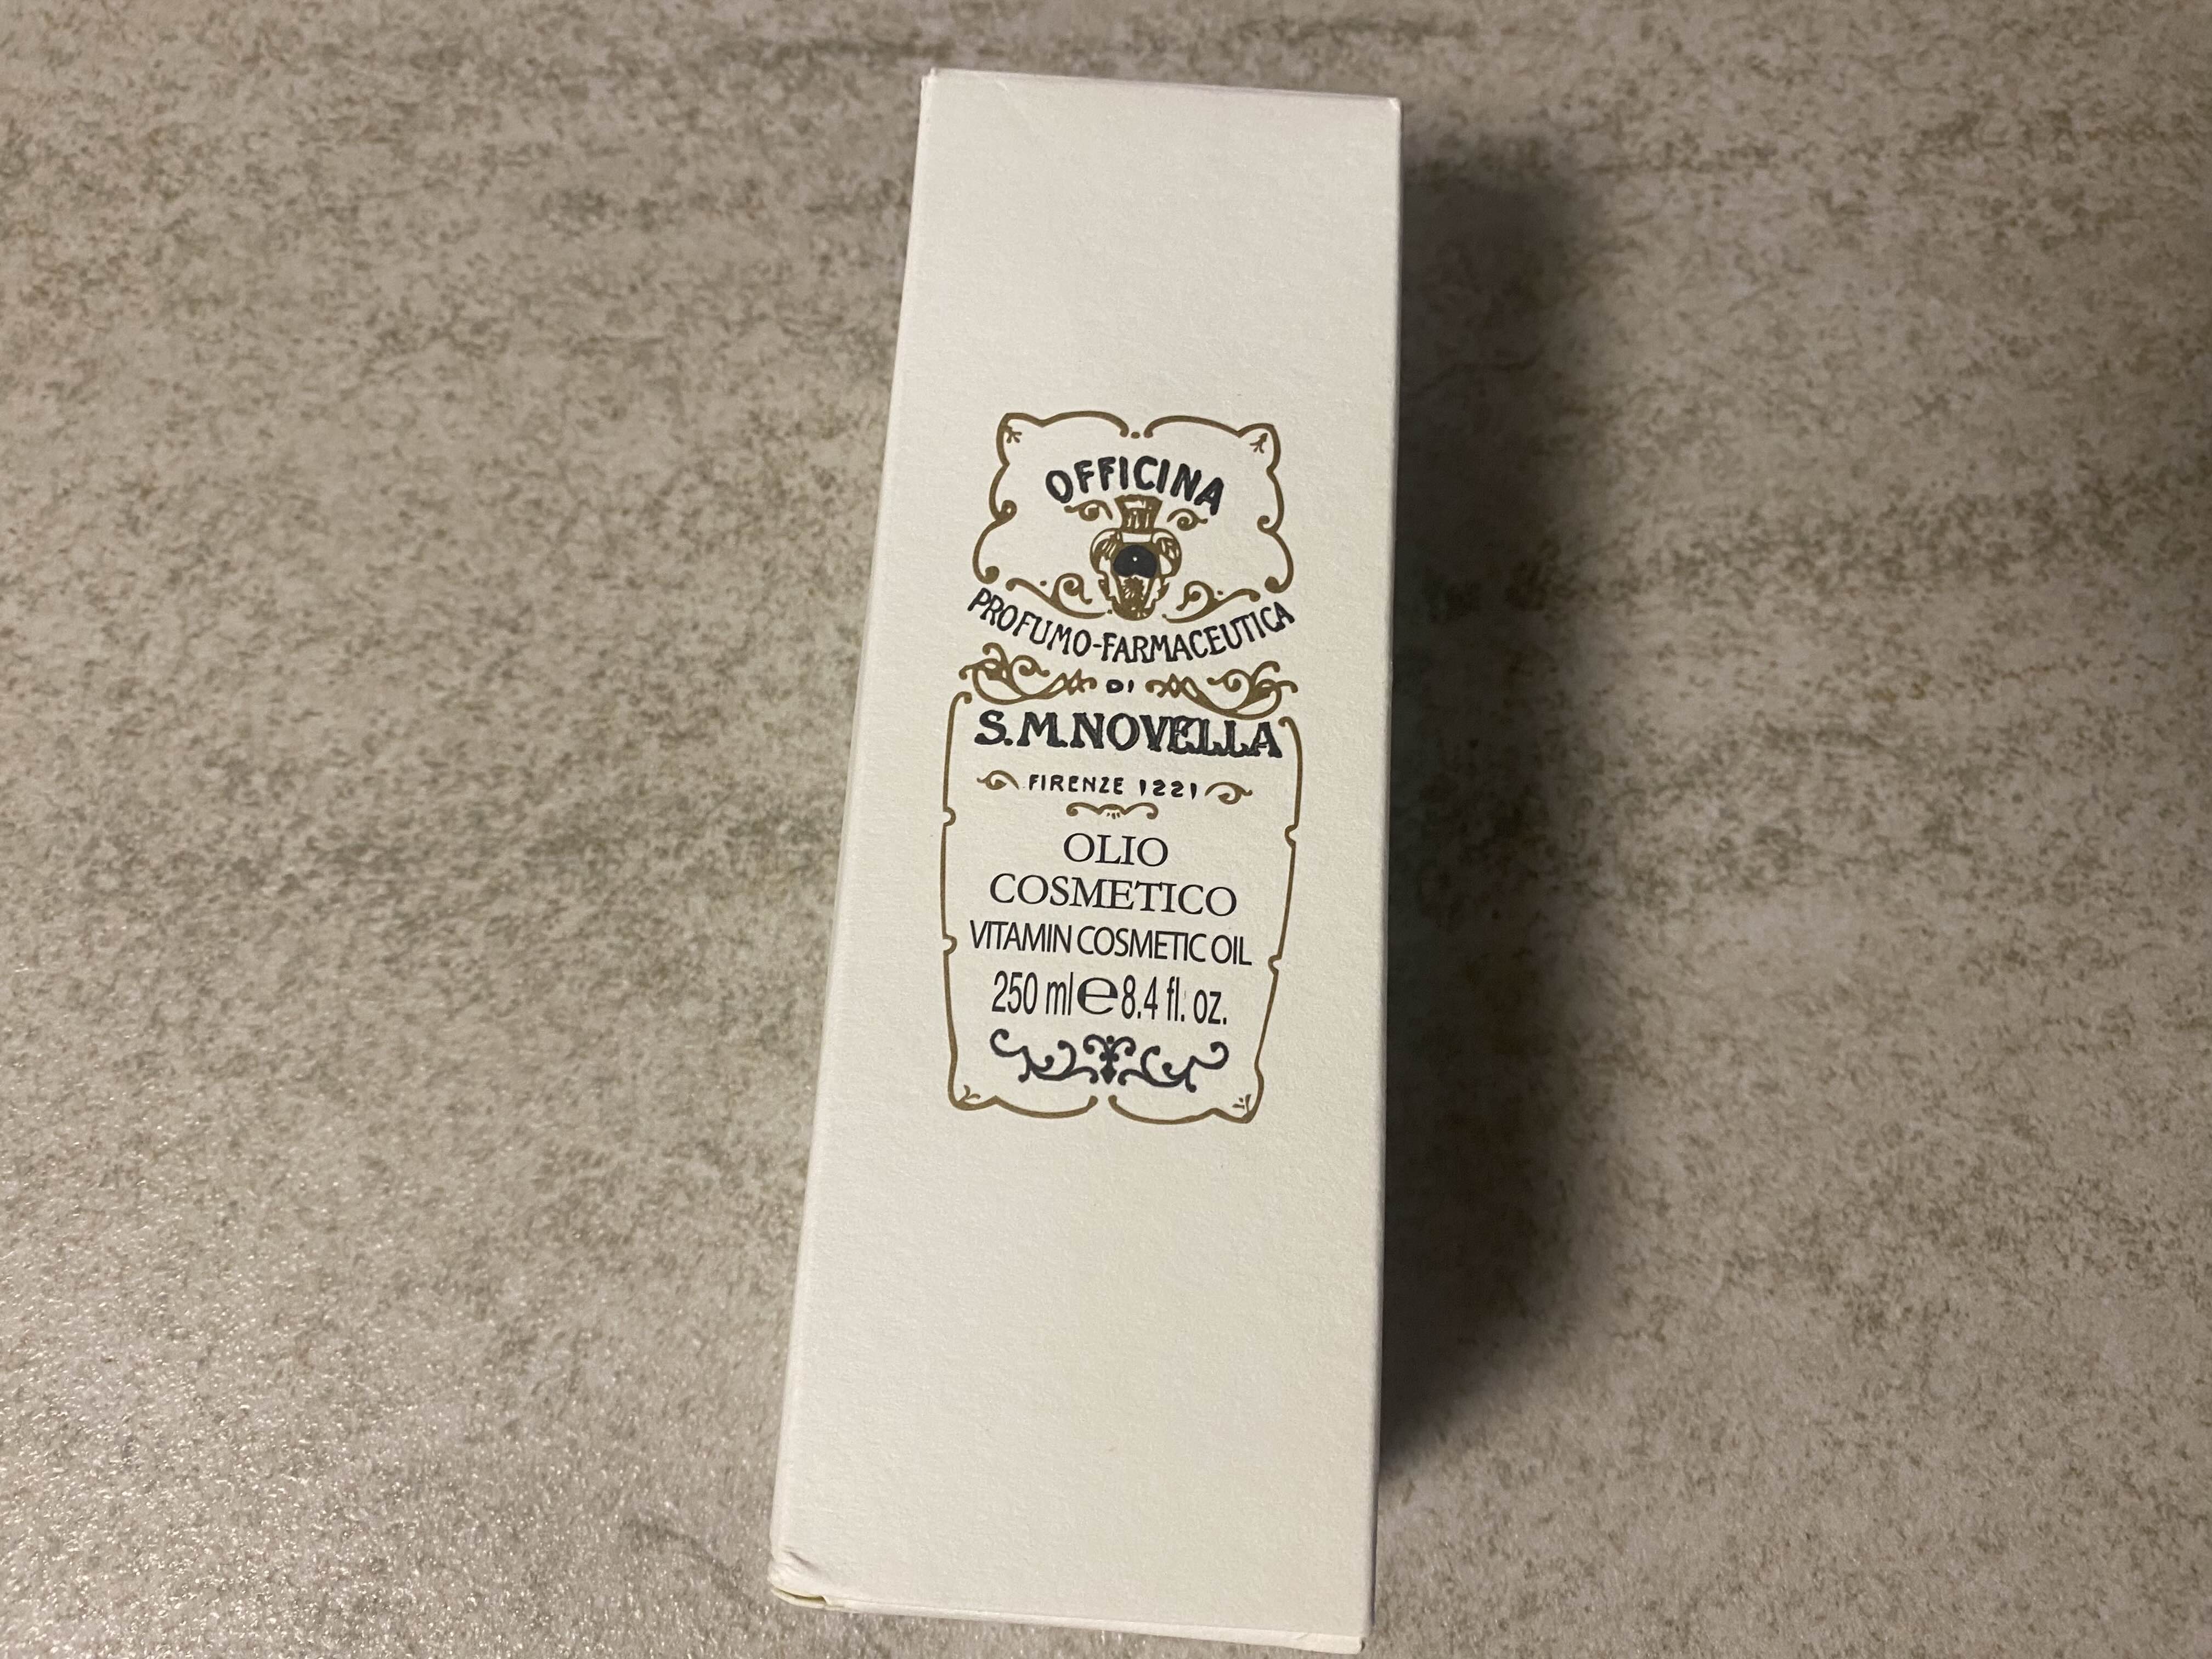 OFFICINA
PROFUMO-FARMACEUTICA
DI
S.M.NOVELLA
FIRENZE 1221
OLIO
COSMETICO
VITAMIN COSMETIC OIL
250 ml ℮ 8.4 fl. oz.